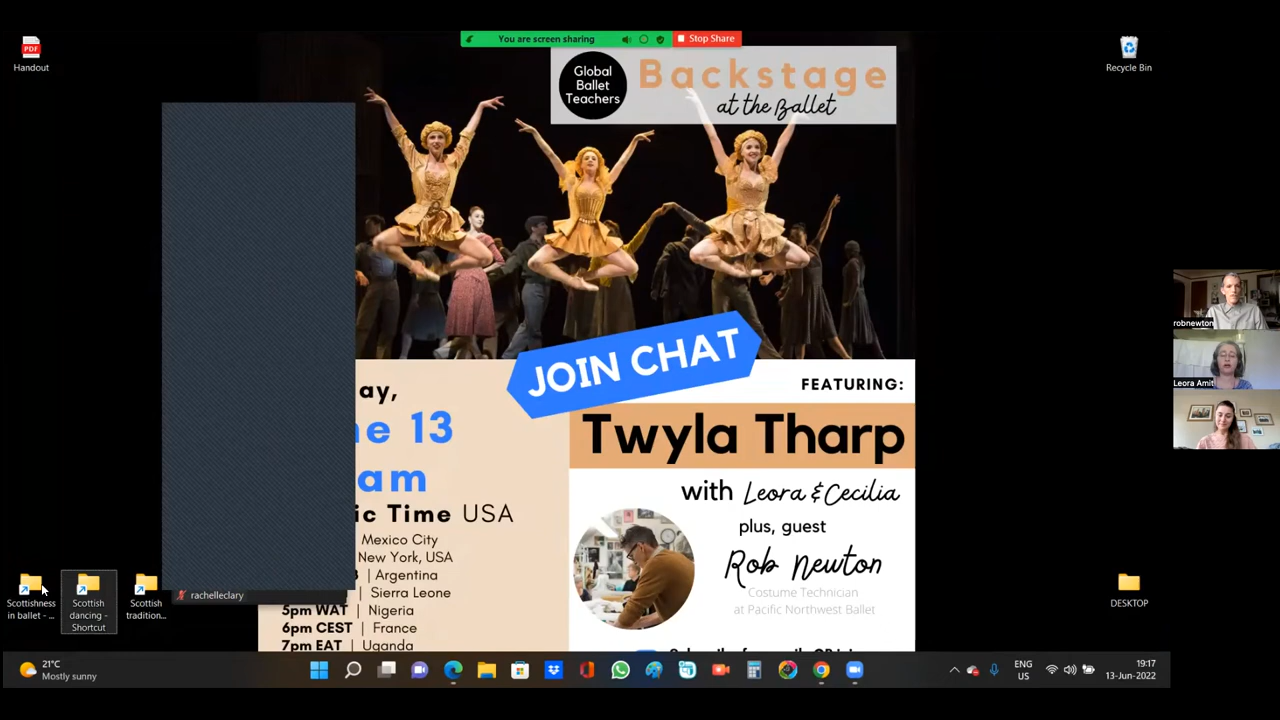 You are screen sharing
Stop Share
Handout
Recycle Bin
Global
Ballet
Teachers
Backstage
at the Ballet
JOIN CHAT
FEATURING:
Twyla Tharp
with Leora & Cecilia
plus, guest
Rob Newton
Costume Technician
at Pacific Northwest Ballet
ay,
ne 13
am
ic Time USA
Mexico City
New York, USA
| Argentina
| Sierra Leone
5pm WAT | Nigeria
6pm CEST | France
7pm EAT | Uganda
rachelleclary
robnewton
Leora Amit
Scottishness
in ballet - ...
Scottish
dancing -
Shortcut
Scottish
tradition...
DESKTOP
21°C
Mostly sunny
ENG
US
19:17
13-Jun-2022